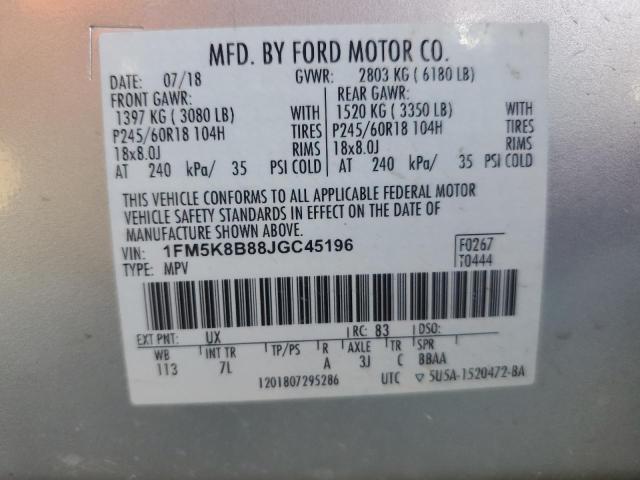 MFD. BY FORD MOTOR CO.
DATE: 07/18 GVWR: 2803 KG ( 6180 LB)
FRONT GAWR: REAR GAWR:
1397 KG ( 3080 LB) WITH 1520 KG ( 3350 LB) WITH
P245/60R18 104H TIRES P245/60R18 104H TIRES
18x8.0J RIMS 18x8.0J RIMS
AT 240 kPa/ 35 PSI COLD AT 240 kPa/ 35 PSI COLD
THIS VEHICLE CONFORMS TO ALL APPLICABLE FEDERAL MOTOR
VEHICLE SAFETY STANDARDS IN EFFECT ON THE DATE OF
MANUFACTURE SHOWN ABOVE.
VIN: 1FM5K8B88JGC45196 F0267
TYPE: MPV T0444
EXT PNT: UX RC: 83 DSO:
WB INT TR TP/PS R AXLE TR SPR
113 7L A 3J C BBAA
1201807295286 UTC ▽ 5U5A-1520472-BA